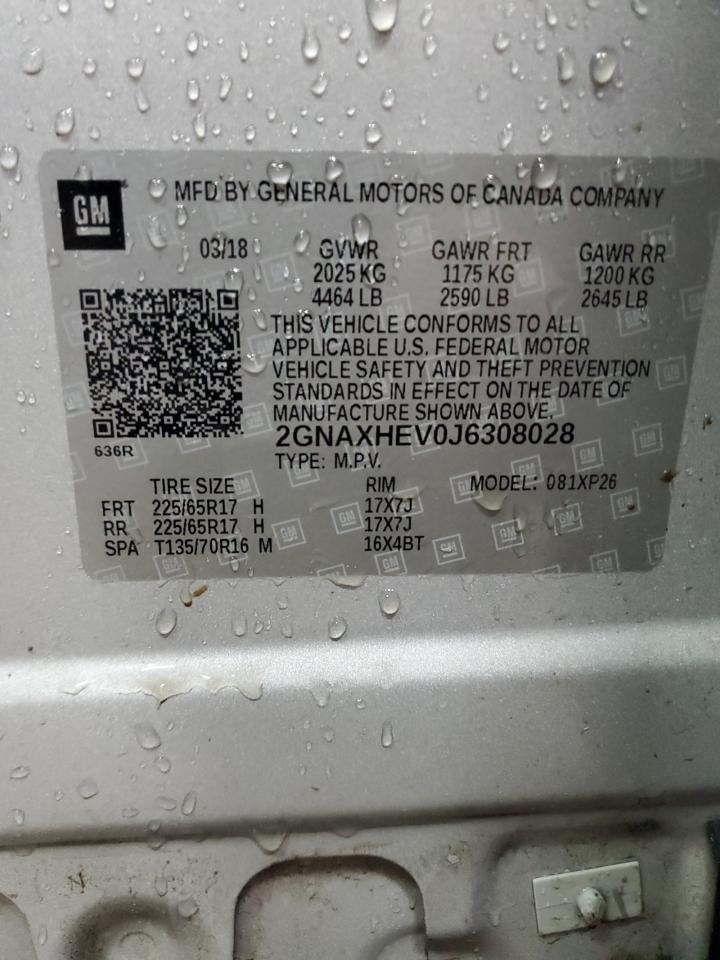 GM
MFD BY GENERAL MOTORS OF CANADA COMPANY
03/18 GVWR GAWR FRT GAWR RR
2025 KG 1175 KG 1200 KG
4464 LB 2590 LB 2645 LB
THIS VEHICLE CONFORMS TO ALL
APPLICABLE U.S. FEDERAL MOTOR
VEHICLE SAFETY AND THEFT PREVENTION
STANDARDS IN EFFECT ON THE DATE OF
MANUFACTURE SHOWN ABOVE.
2GNAXHEV0J6308028
636R
TYPE: M.P.V.
TIRE SIZE RIM MODEL: 081XP26
FRT 225/65R17 H 17X7J
RR 225/65R17 H 17X7J
SPA T135/70R16 M 16X4BT